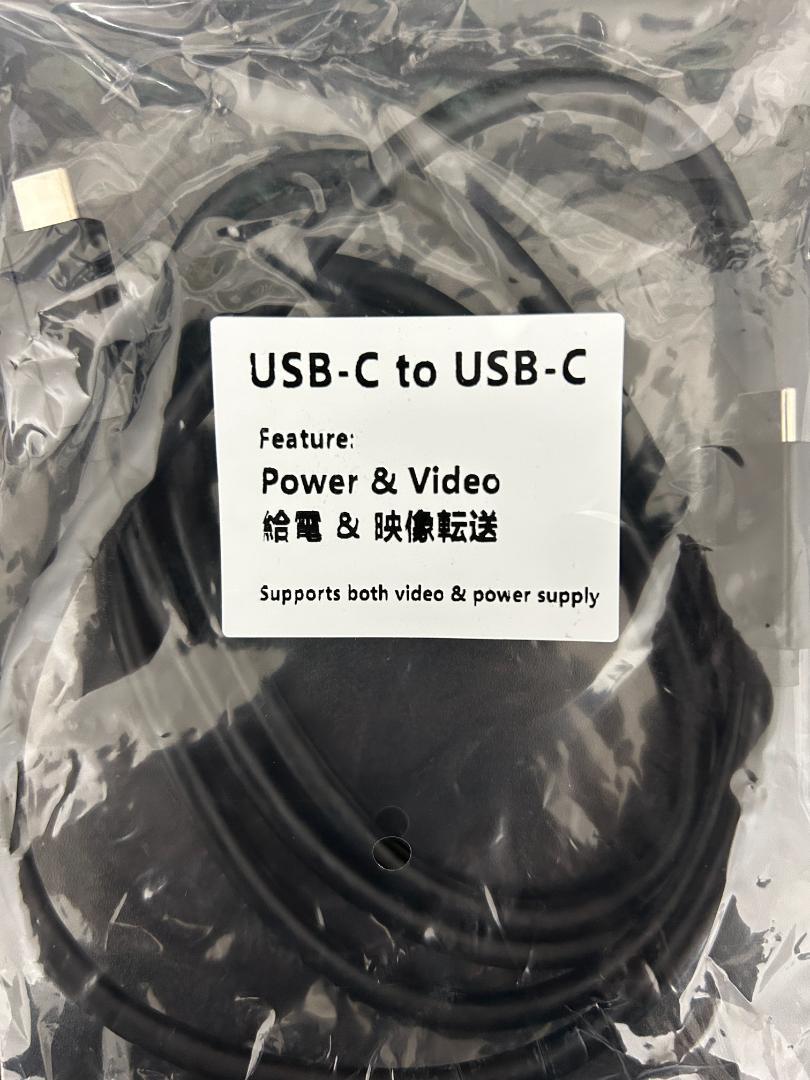 USB-C to USB-C
Feature:
Power & Video
給電 & 映像転送
Supports both video & power supply